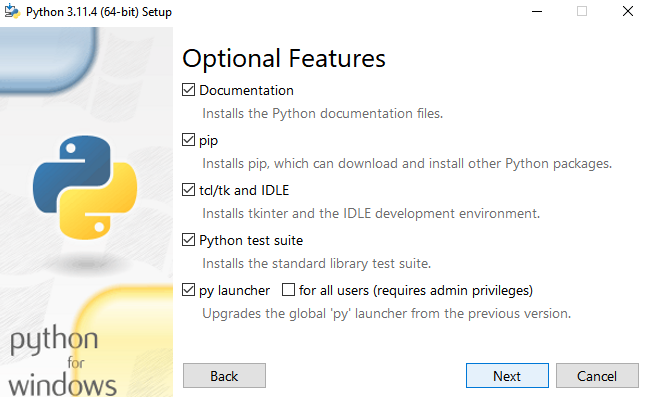 Python 3.11.4 (64-bit) Setup
Optional Features
Documentation
Installs the Python documentation files.
pip
Installs pip, which can download and install other Python packages.
tcl/tk and IDLE
Installs tkinter and the IDLE development environment.
Python test suite
Installs the standard library test suite.
py launcher for all users (requires admin privileges)
Upgrades the global 'py' launcher from the previous version.
python
for
windows
Back Next Cancel